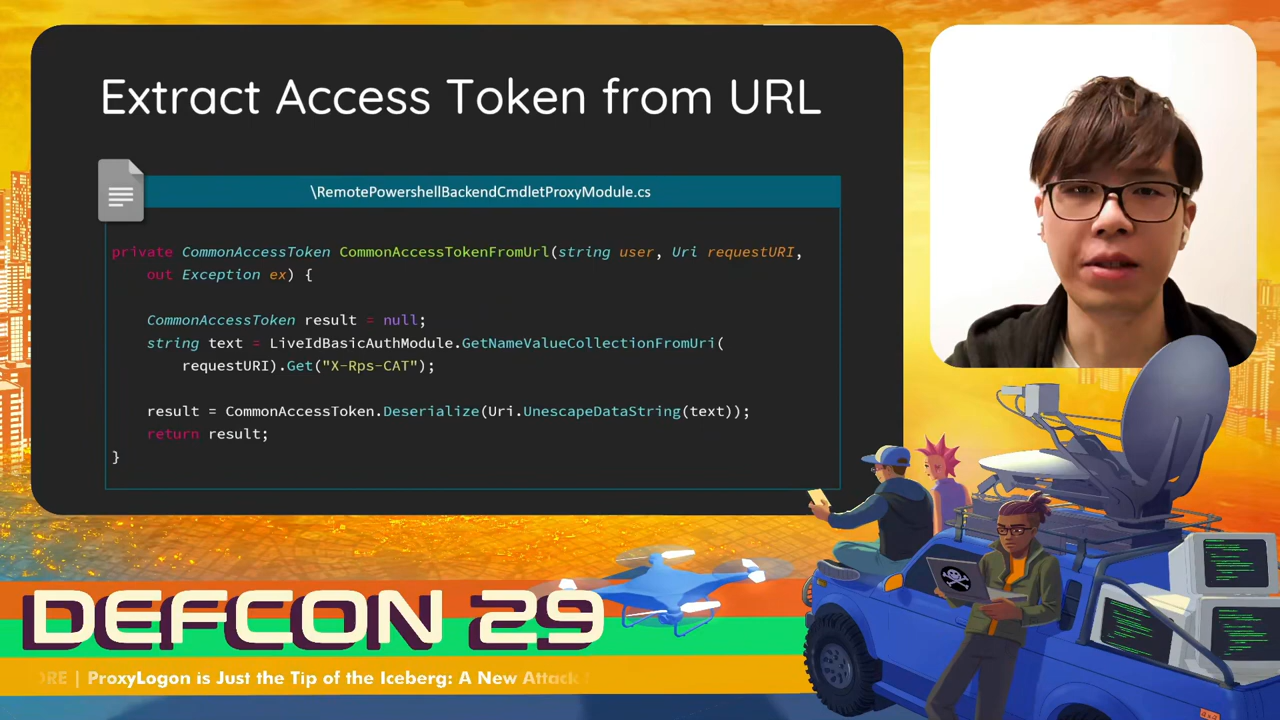 Extract Access Token from URL
\RemotePowershellBackendCmdletProxyModule.cs
private CommonAccessToken CommonAccessTokenFromUrl(string user, Uri requestURI,
out Exception ex) {
CommonAccessToken result = null;
string text = LiveIdBasicAuthModule.GetNameValueCollectionFromUri(
requestURI).Get("X-Rps-CAT");
result = CommonAccessToken.Deserialize(Uri.UnescapeDataString(text));
return result;
}
DEFCON 29
ORE | ProxyLogon is Just the Tip of the Iceberg: A New Attack